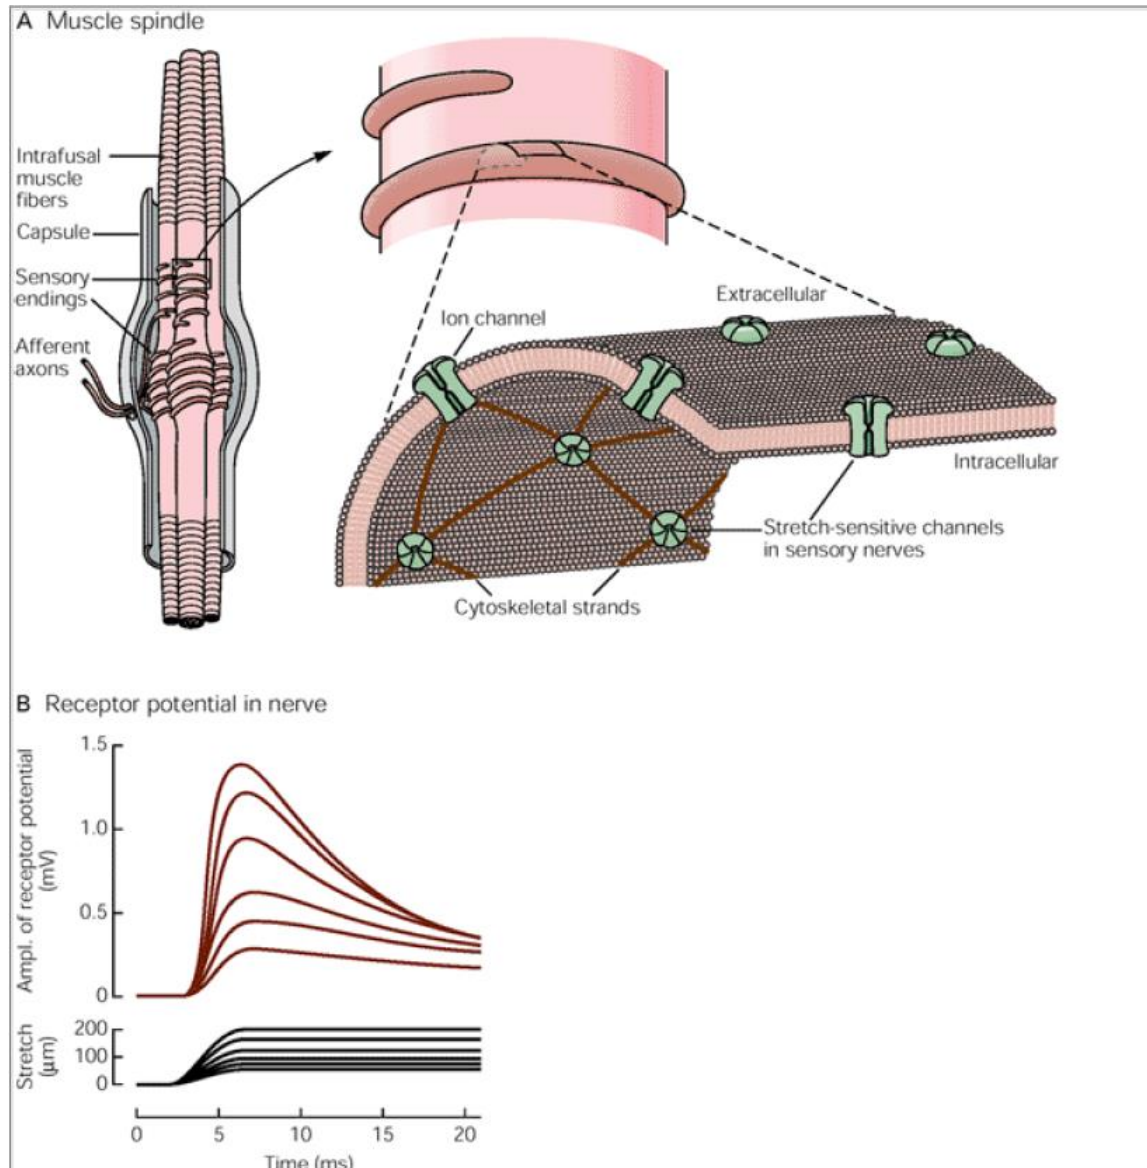 A Muscle spindle
Intrafusal
muscle
fibers
Capsule
Sensory
endings
Afferent
axons
Ion channel
Extracellular
Intracellular
Stretch-sensitive channels
in sensory nerves
Cytoskeletal strands
B Receptor potential in nerve
Ampl. of receptor potential
(mV)
1.5
1.0
0.5
0
Stretch
(μm)
200
100
0
0 5 10 15 20
Time (ms)